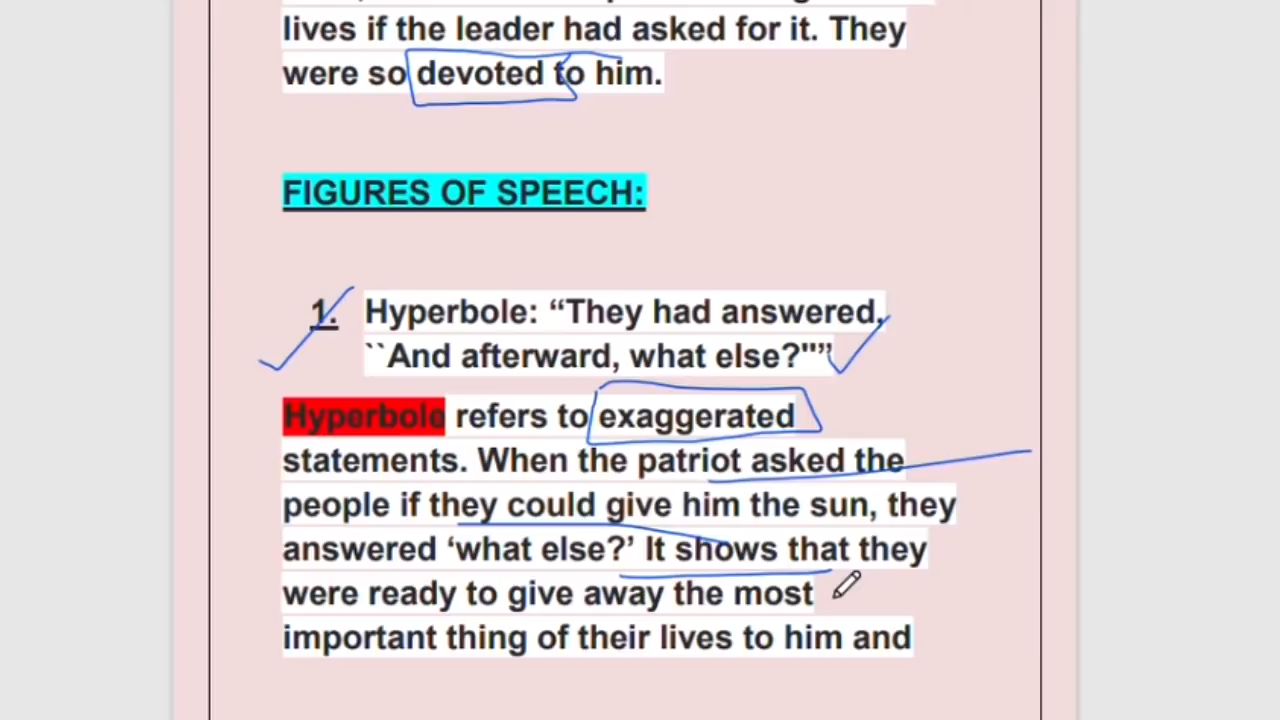 lives if the leader had asked for it. They
were so devoted to him.
FIGURES OF SPEECH:
1. Hyperbole: “They had answered,
``And afterward, what else?"”
Hyperbole refers to exaggerated
statements. When the patriot asked the
people if they could give him the sun, they
answered ‘what else?’ It shows that they
were ready to give away the most
important thing of their lives to him and